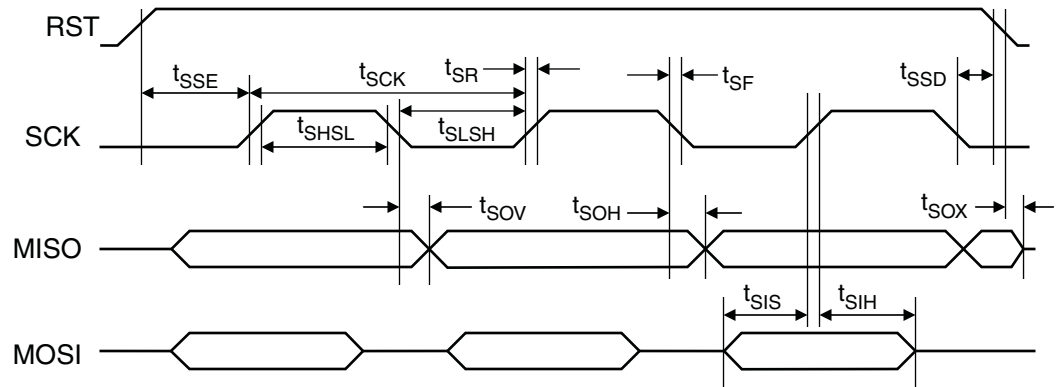 RST
tSSE
tSCK
tSR
tSF
tSSD
SCK
tSHSL
tSLSH
tSOV
tSOH
tSOX
MISO
tSIS
tSIH
MOSI